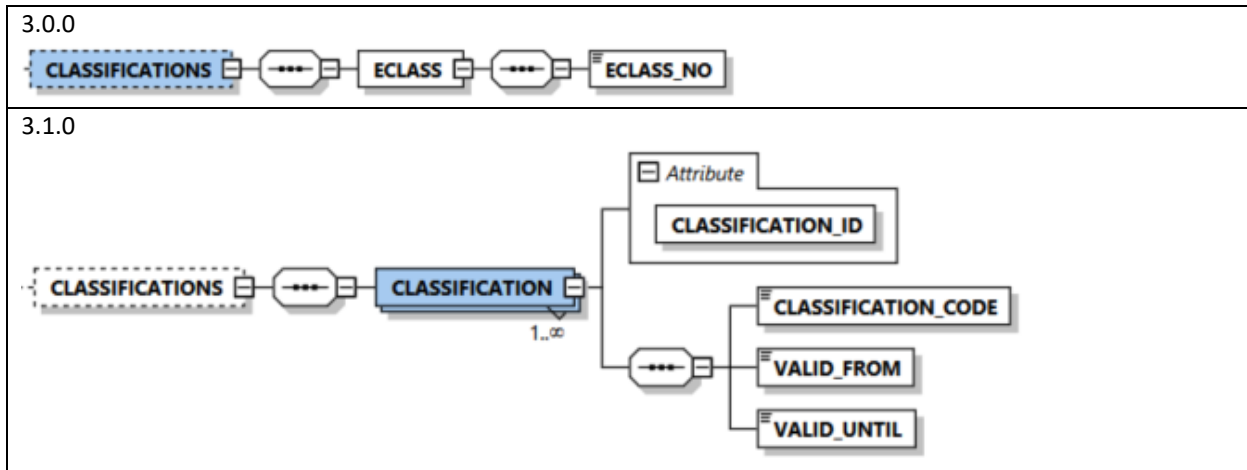 3.0.0
CLASSIFICATIONS ECLASS ECLASS_NO
3.1.0
Attribute
CLASSIFICATION_ID
CLASSIFICATIONS CLASSIFICATION
1..∞
CLASSIFICATION_CODE
VALID_FROM
VALID_UNTIL